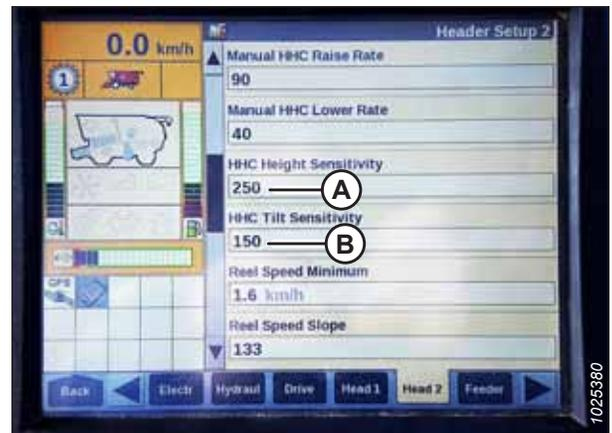 0.0 km/h
Header Setup 2
1
Manual HHC Raise Rate
90
Manual HHC Lower Rate
40
HHC Height Sensitivity
250
A
HHC Tilt Sensitivity
150
B
Reel Speed Minimum
1.6 km/h
Reel Speed Slope
133
GPS
Back
Electr
Hydraul
Drive
Head 1
Head 2
Feeder
1025380